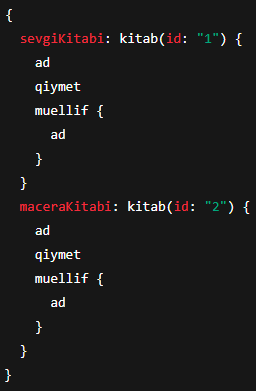 {
  sevgiKitabi: kitab(id: "1") {
    ad
    qiymet
    muellif {
      ad
    }
  }
  maceraKitabi: kitab(id: "2") {
    ad
    qiymet
    muellif {
      ad
    }
  }
}